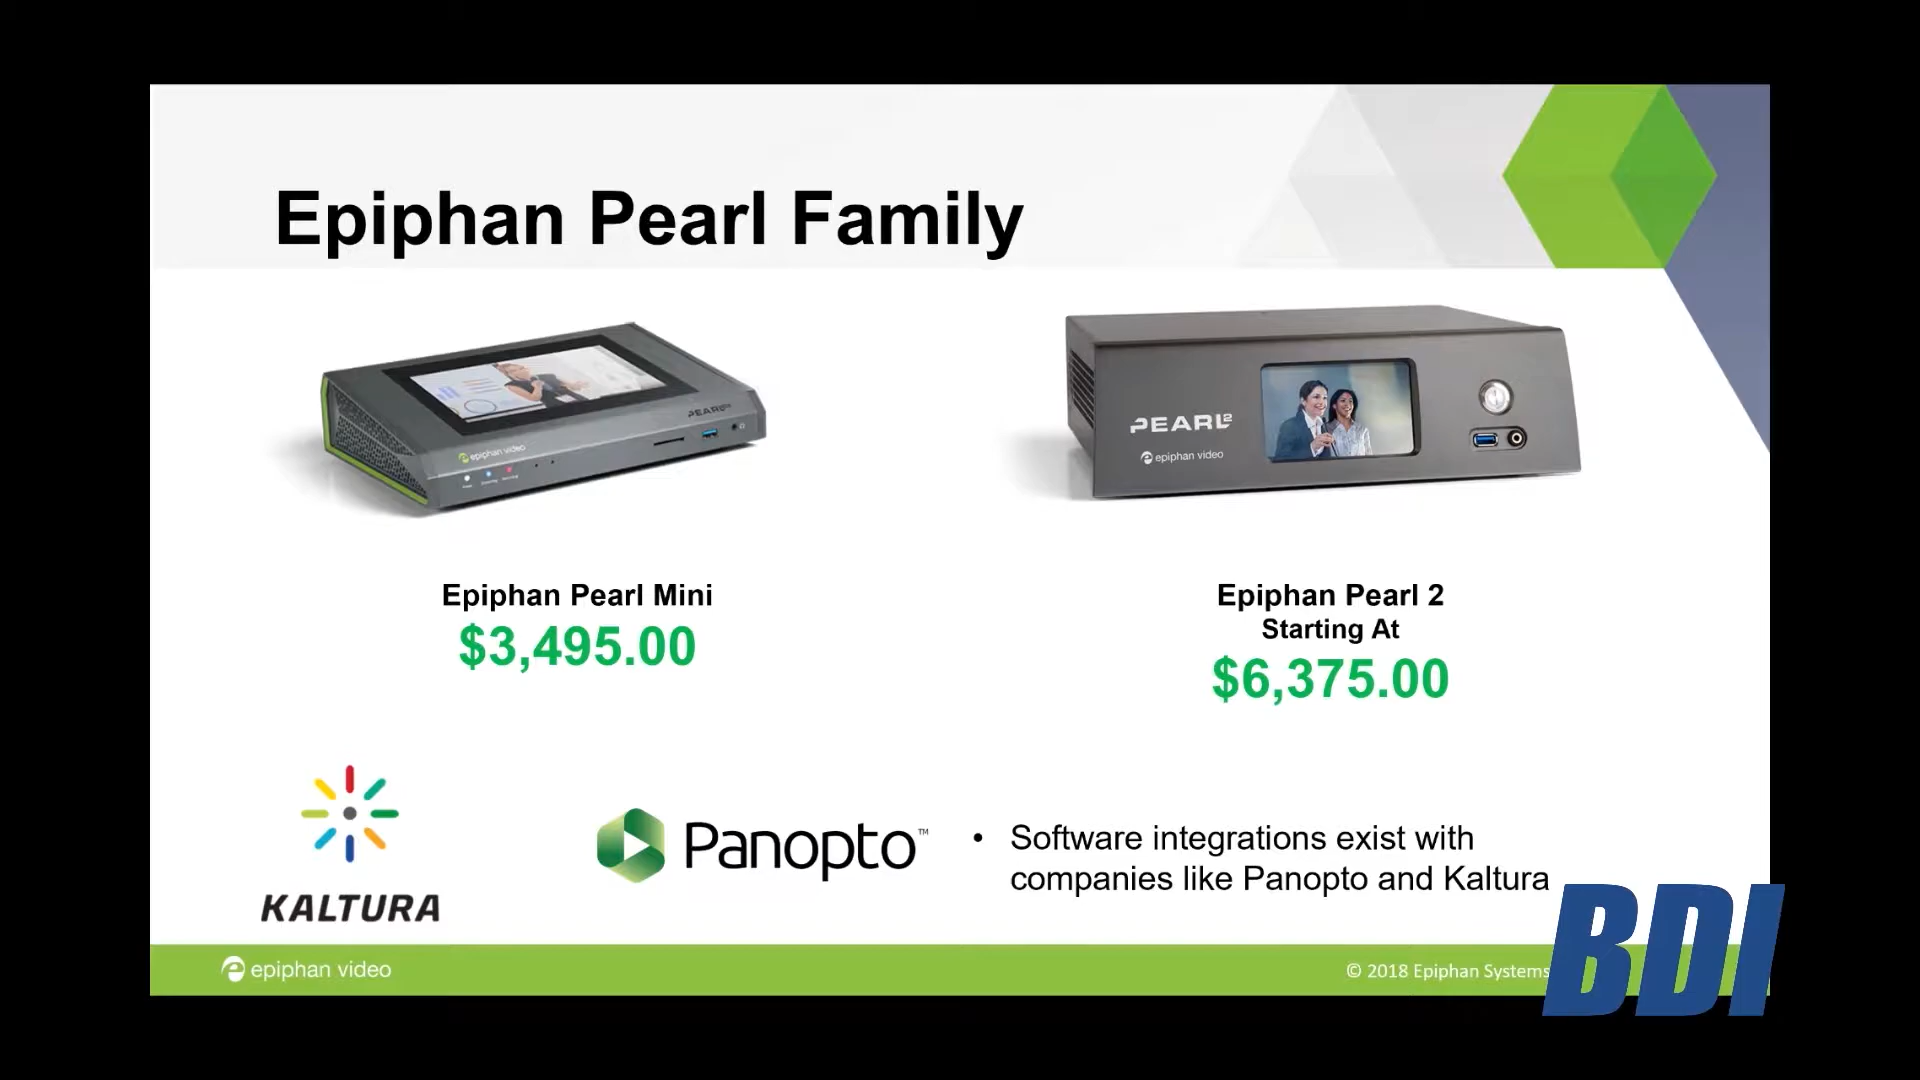 Epiphan Pearl Family
PEARL
epiphan video
PEARL2
epiphan video
Epiphan Pearl Mini
$3,495.00
Epiphan Pearl 2
Starting At
$6,375.00
KALTURA
Panopto™
• Software integrations exist with
companies like Panopto and Kaltura
epiphan video
© 2018 Epiphan Systems
BDI